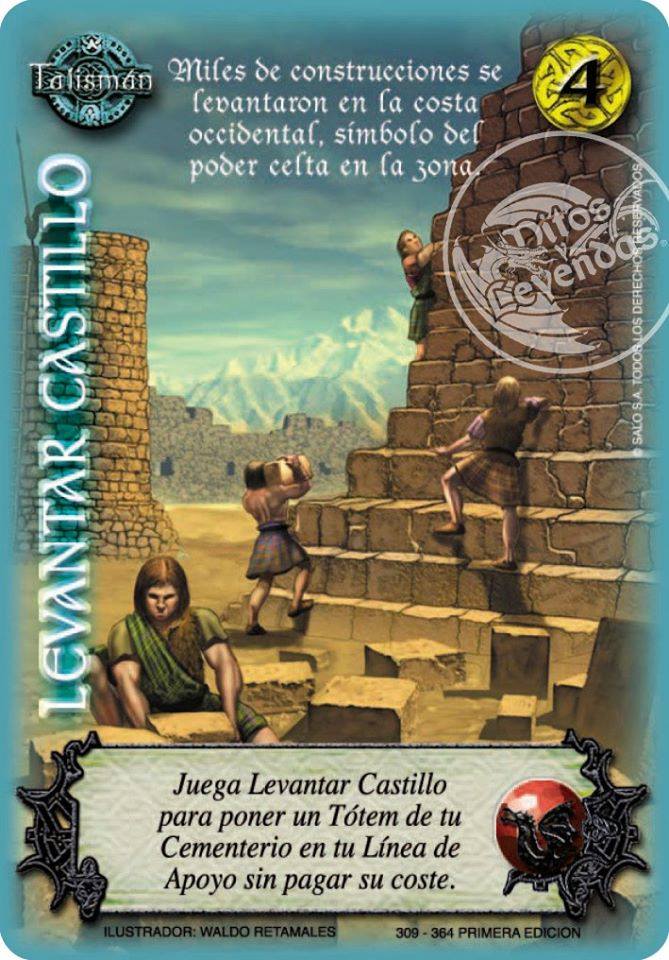 Talismán
Miles de construcciones se
levantaron en la costa
occidental, símbolo del
poder celta en la zona.
4
LEVANTAR CASTILLO
Mitos
y
Leyendas
© SALO S.A. TODOS LOS DERECHOS RESERVADOS
Juega Levantar Castillo
para poner un Tótem de tu
Cementerio en tu Línea de
Apoyo sin pagar su coste.
ILUSTRADOR: WALDO RETAMALES
309 - 364 PRIMERA EDICION